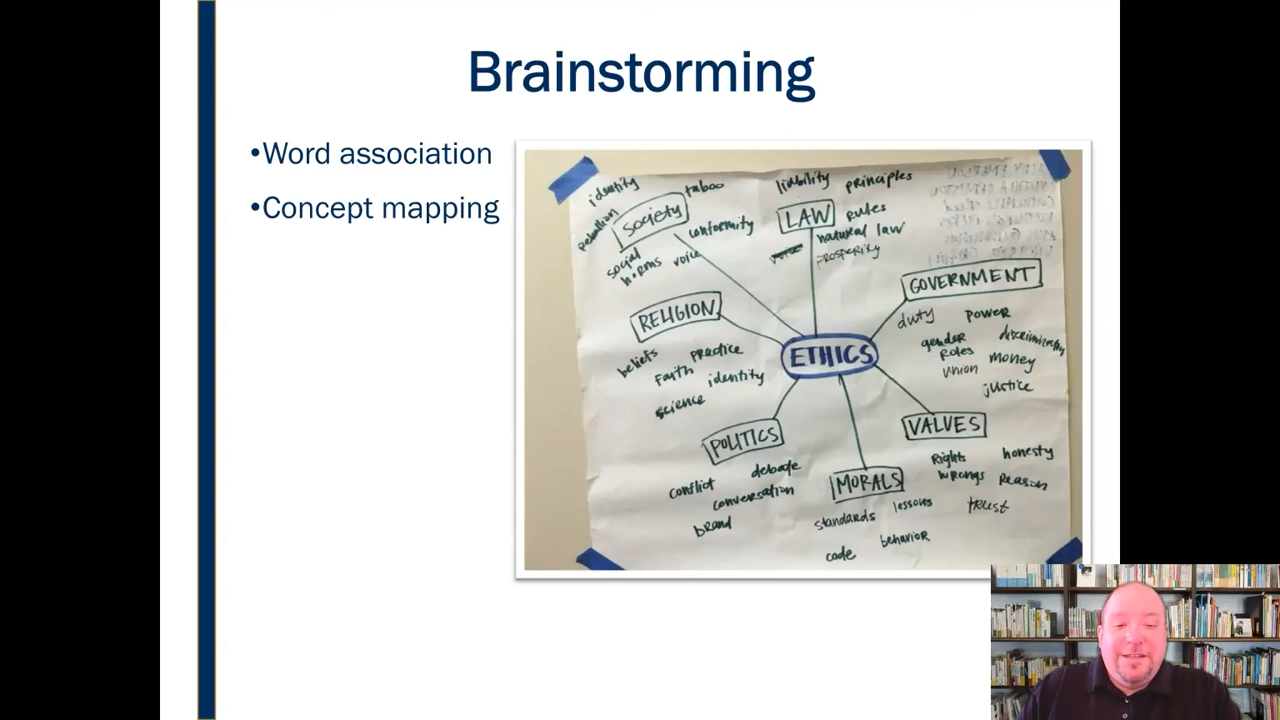 Brainstorming
•Word association
•Concept mapping
identity
taboo
rebellion
society
conformity
social
norms
voice
liability
principles
LAW
rules
natural law
voice
prosperity
GOVERNMENT
duty
power
gender
roles
discrimination
union
money
justice
RELIGION
beliefs
practice
faith
identity
science
ETHICS
POLITICS
debate
conflict
conversation
brand
MORALS
standards
lessons
code
behavior
VALUES
Rights
wrongs
honesty
Reason
trust